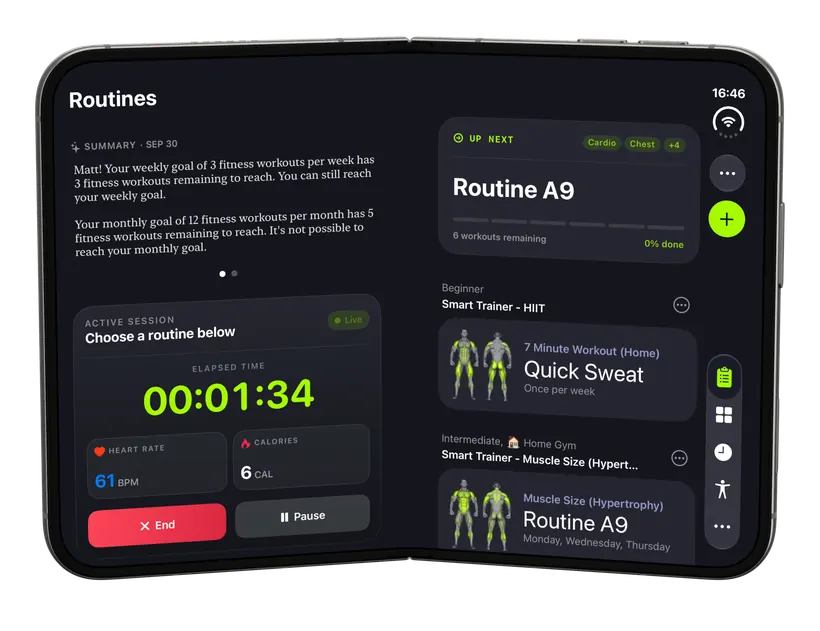 Routines
SUMMARY · SEP 30
Matt! Your weekly goal of 3 fitness workouts per week has
3 fitness workouts remaining to reach. You can still reach
your weekly goal.
Your monthly goal of 12 fitness workouts per month has 5
fitness workouts remaining to reach. It's not possible to
reach your monthly goal.
ACTIVE SESSION
Choose a routine below
Live
ELAPSED TIME
00:01:34
HEART RATE
61 BPM
CALORIES
6 CAL
End
Pause
16:46
UP NEXT
Cardio
Chest
+4
Routine A9
6 workouts remaining
0% done
Beginner
Smart Trainer - HIIT
7 Minute Workout (Home)
Quick Sweat
Once per week
Intermediate, 🏠 Home Gym
Smart Trainer - Muscle Size (Hypert...
Muscle Size (Hypertrophy)
Routine A9
Monday, Wednesday, Thursday